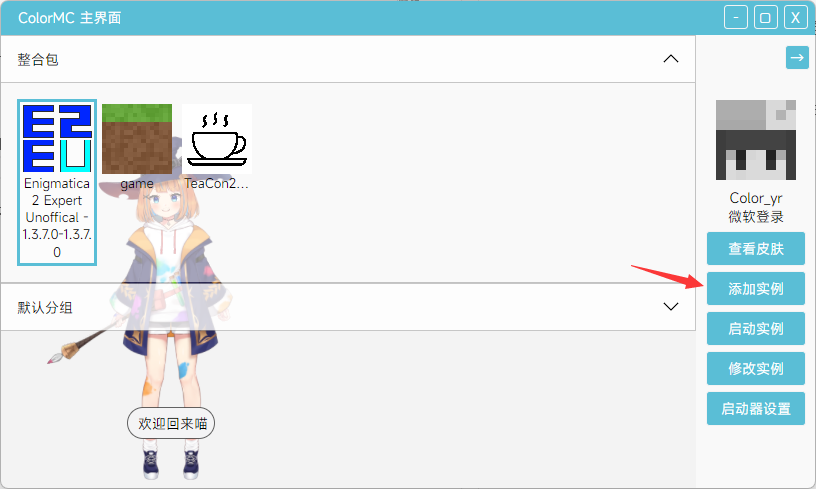 ColorMC 主界面
整合包
Enigmatica
2 Expert
Unoffical -
1.3.7.0-1.3.7.
0
game
TeaCon2...
默认分组
欢迎回来喵
Color_yr
微软登录
查看皮肤
添加实例
启动实例
修改实例
启动器设置